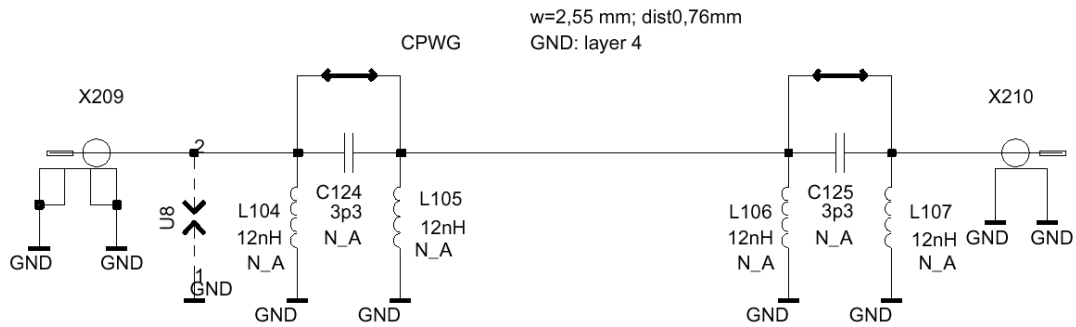 w=2,55 mm; dist0,76mm
CPWG
GND: layer 4
X209
X210
2
C124
3p3
N_A
C125
3p3
N_A
U8
L104
12nH
N_A
L105
12nH
N_A
L106
12nH
N_A
L107
12nH
N_A
GND
GND
1
GND
GND
GND
GND
GND
GND
GND